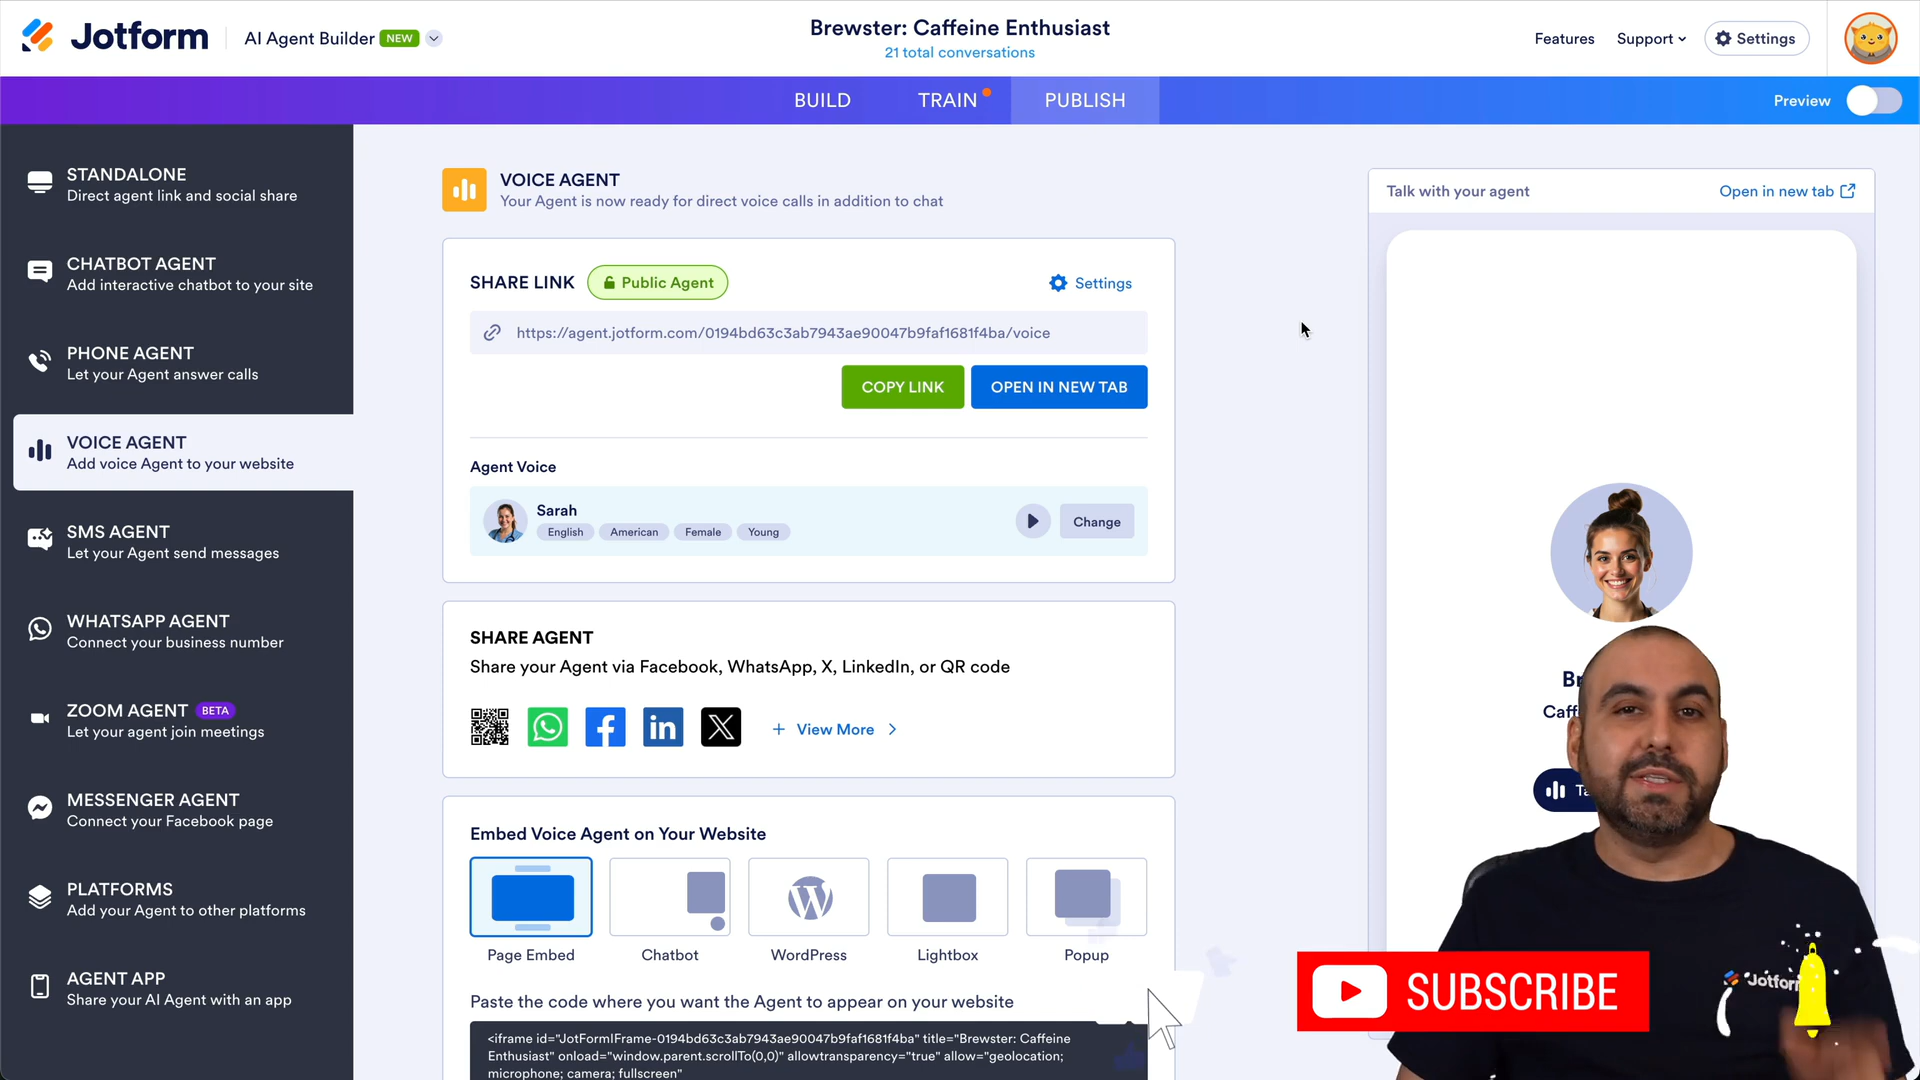 Jotform
AI Agent Builder NEW
Brewster: Caffeine Enthusiast
21 total conversations
Features
Support
Settings
BUILD
TRAIN
PUBLISH
Preview
STANDALONE
Direct agent link and social share
CHATBOT AGENT
Add interactive chatbot to your site
PHONE AGENT
Let your Agent answer calls
VOICE AGENT
Add voice Agent to your website
SMS AGENT
Let your Agent send messages
WHATSAPP AGENT
Connect your business number
ZOOM AGENT BETA
Let your agent join meetings
MESSENGER AGENT
Connect your Facebook page
PLATFORMS
Add your Agent to other platforms
AGENT APP
Share your AI Agent with an app
VOICE AGENT
Your Agent is now ready for direct voice calls in addition to chat
SHARE LINK
Public Agent
Settings
https://agent.jotform.com/0194bd63c3ab7943ae90047b9faf1681f4ba/voice
COPY LINK
OPEN IN NEW TAB
Agent Voice
Sarah
English
American
Female
Young
Change
SHARE AGENT
Share your Agent via Facebook, WhatsApp, X, LinkedIn, or QR code
+ View More
Embed Voice Agent on Your Website
Page Embed
Chatbot
WordPress
Lightbox
Popup
Paste the code where you want the Agent to appear on your website
<iframe id="JotFormIFrame-0194bd63c3ab7943ae90047b9faf1681f4ba" title="Brewster: Caffeine
Enthusiast" onload="window.parent.scrollTo(0,0)" allowtransparency="true" allow="geolocation;
microphone; camera; fullscreen"
Talk with your agent
Open in new tab
SUBSCRIBE
Jotform